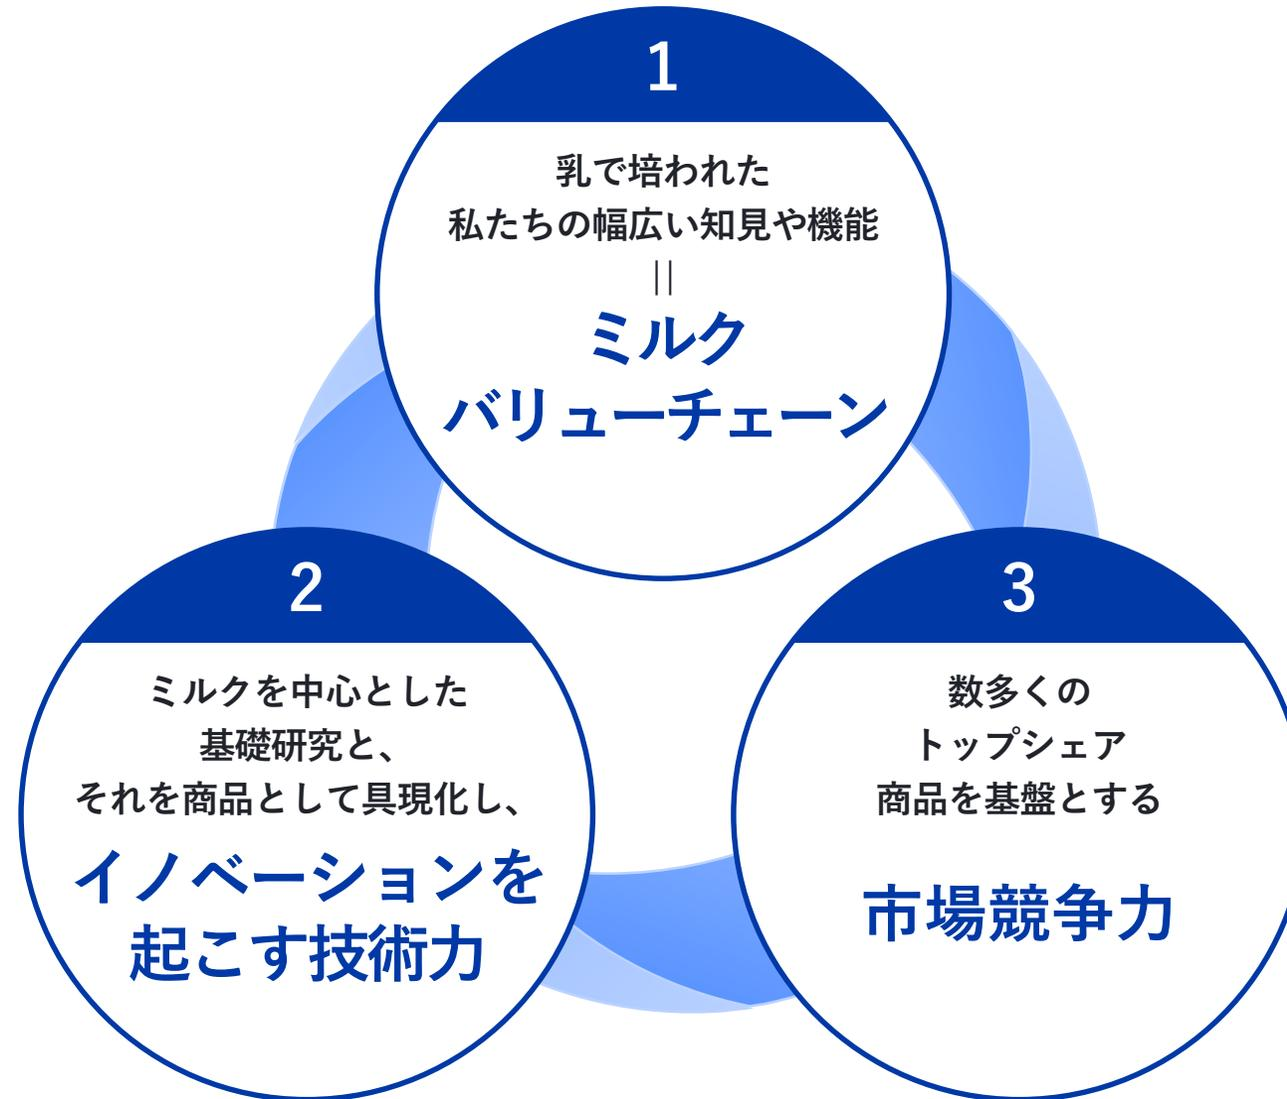 1
乳で培われた
私たちの幅広い知見や機能
||
ミルク
バリューチェーン
2
ミルクを中心とした
基礎研究と、
それを商品として具現化し、
イノベーションを
起こす技術力
3
数多くの
トップシェア
商品を基盤とする
市場競争力